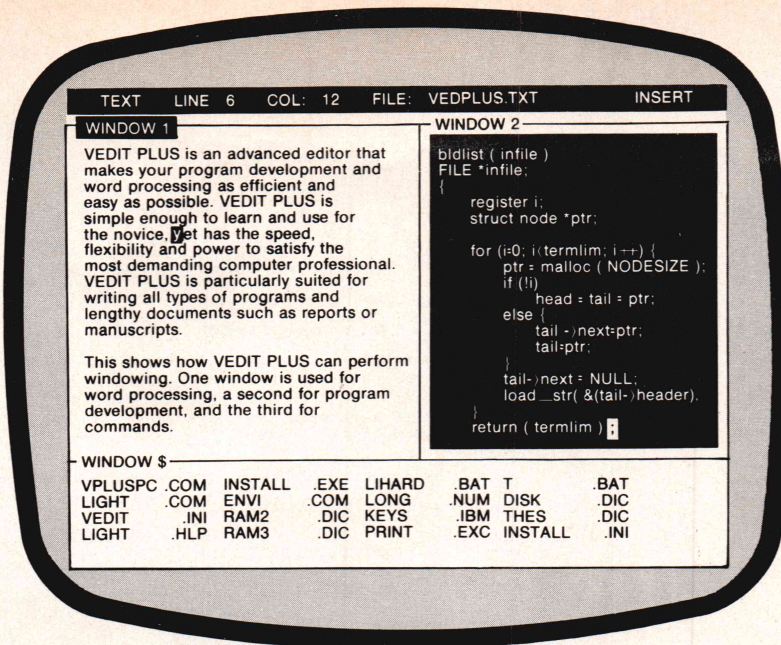 TEXT LINE 6 COL: 12 FILE: VEDPLUS.TXT INSERT
WINDOW 1
VEDIT PLUS is an advanced editor that
makes your program development and
word processing as efficient and
easy as possible. VEDIT PLUS is
simple enough to learn and use for
the novice, yet has the speed,
flexibility and power to satisfy the
most demanding computer professional.
VEDIT PLUS is particularly suited for
writing all types of programs and
lengthy documents such as reports or
manuscripts.
This shows how VEDIT PLUS can perform
windowing. One window is used for
word processing, a second for program
development, and the third for
commands.
WINDOW 2
bldlist ( infile )
FILE *infile;
{
register i;
struct node *ptr;
for (i=0; i<termlim; i++) {
ptr = malloc ( NODESIZE );
if (!i)
head = tail = ptr;
else {
tail ->next=ptr;
tail=ptr;
}
tail->next = NULL;
load_str( &(tail->header).
}
return ( termlim ) ;
WINDOW $
VPLUSPC .COM INSTALL .EXE LIHARD .BAT T .BAT
LIGHT .COM ENVI .COM LONG .NUM DISK .DIC
VEDIT .INI RAM2 .DIC KEYS .IBM THES .DIC
LIGHT .HLP RAM3 .DIC PRINT .EXC INSTALL .INI